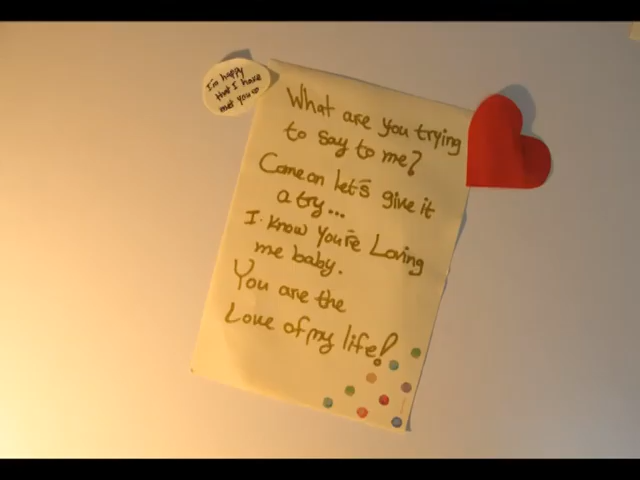 I'm happy
that I have
met you
What are you trying
to say to me?
Come on let's give it
a try...
I know you're Loving
me baby.
You are the
Love of my life!